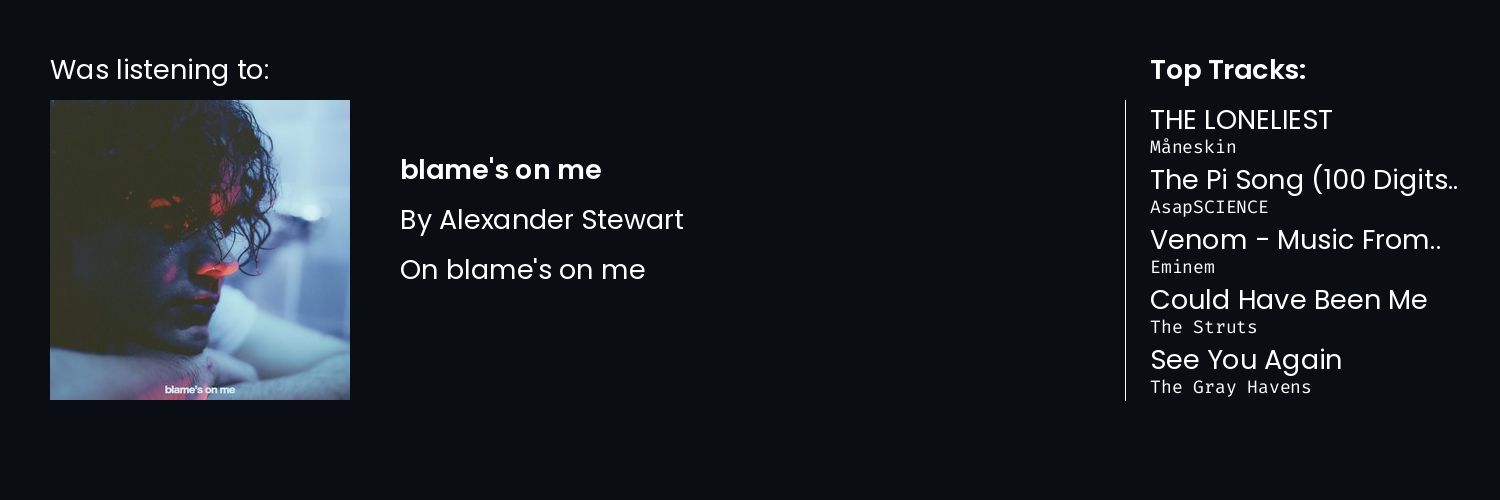 Was listening to:
blame's on me
blame's on me
By Alexander Stewart
On blame's on me
Top Tracks:
THE LONELIEST
Måneskin
The Pi Song (100 Digits..
AsapSCIENCE
Venom - Music From..
Eminem
Could Have Been Me
The Struts
See You Again
The Gray Havens